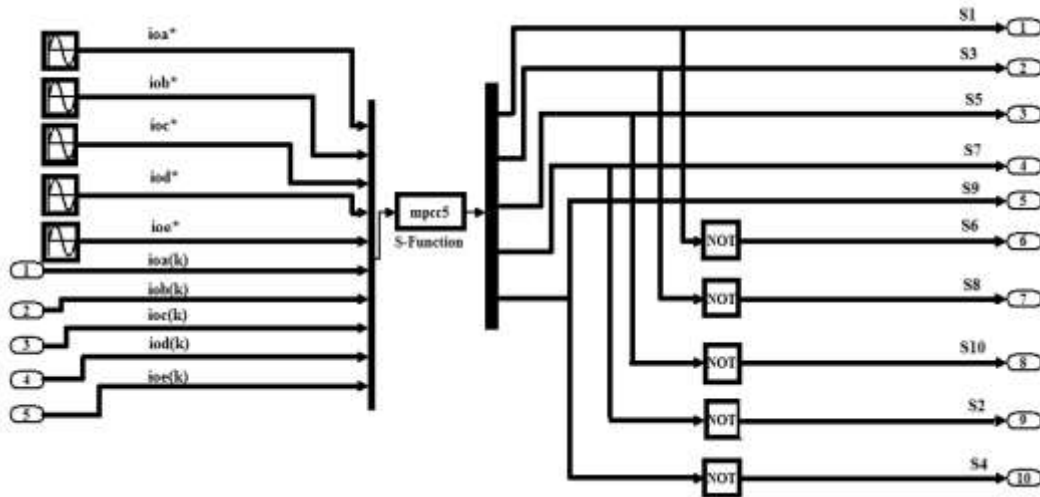 ioa*
iob*
ioc*
iod*
ioe*
1
ioa(k)
2
iob(k)
3
ioc(k)
4
iod(k)
5
ioe(k)
mpcc5
S-Function
S1
1
S3
2
S5
3
S7
4
S9
5
NOT
S6
6
NOT
S8
7
NOT
S10
8
NOT
S2
9
NOT
S4
10